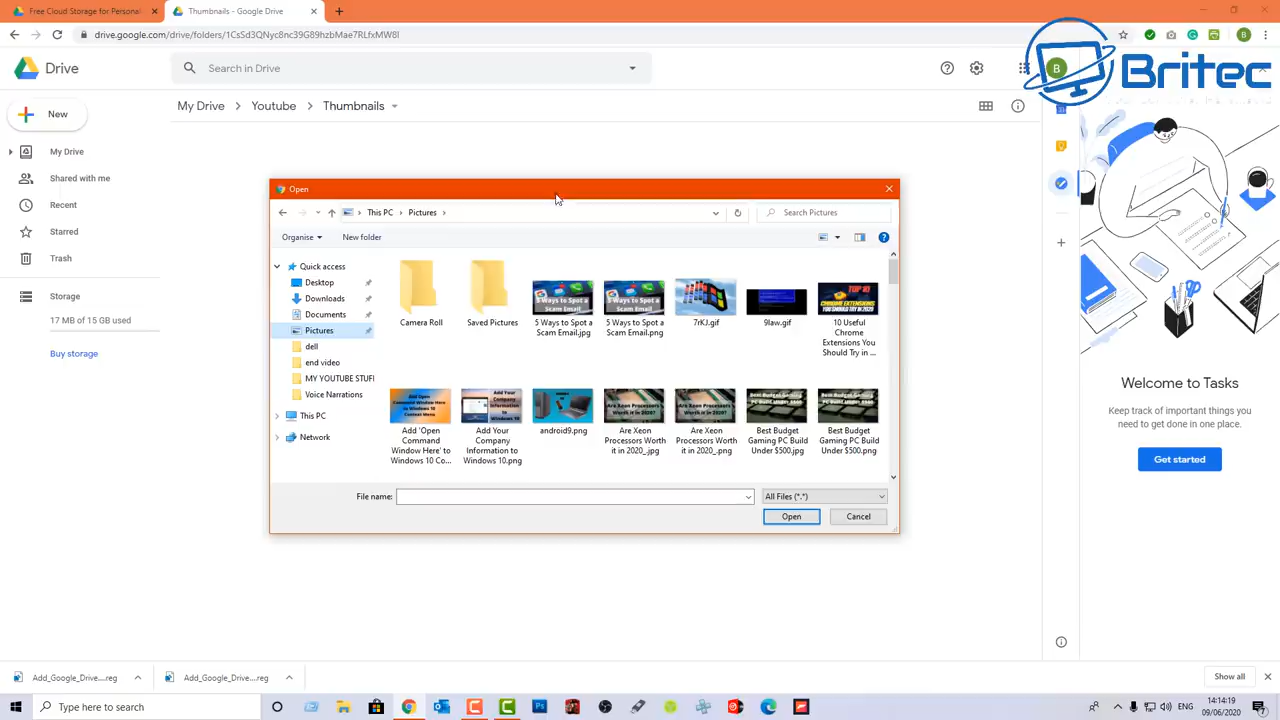 Free Cloud Storage for Personal
Thumbnails - Google Drive
drive.google.com/drive/folders/1CsSd3QNyc8nc39G89hzbMae7RLfxMW8I
B
Drive
Search in Drive
B
Britec
New
My Drive
Youtube
Thumbnails
My Drive
Shared with me
Recent
Starred
Trash
Storage
17 MB of 15 GB used
Buy storage
Open
This PC
Pictures
Search Pictures
Organise
New folder
Quick access
Desktop
Downloads
Documents
Pictures
dell
end video
MY YOUTUBE STUFF
Voice Narrations
This PC
Network
Camera Roll
Saved Pictures
5 Ways to Spot a
Scam Email.jpg
5 Ways to Spot a
Scam Email.png
7rKJ.gif
9law.gif
10 Useful
Chrome
Extensions You
Should Try in ...
Add 'Open
Command
Window Here' to
Windows 10 Co...
Add Your
Company
Information to
Windows 10.png
android9.png
Are Xeon
Processors Worth
it in 2020_.jpg
Are Xeon
Processors Worth
it in 2020_.png
Best Budget
Gaming PC Build
Under $500.jpg
Best Budget
Gaming PC Build
Under $500.png
File name:
All Files (*.*)
Open
Cancel
Welcome to Tasks
Keep track of important things you
need to get done in one place.
Get started
Add_Google_Drive....reg
Add_Google_Drive....reg
Show all
Type here to search
ENG
14:14:19
09/06/2020